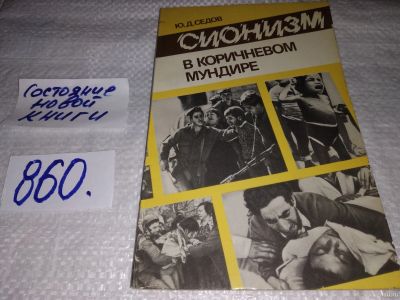 Ю.Д.СЕДОВ
СИОНИЗМ
В КОРИЧНЕВОМ
МУНДИРЕ
Состояние
новой
книги
860.